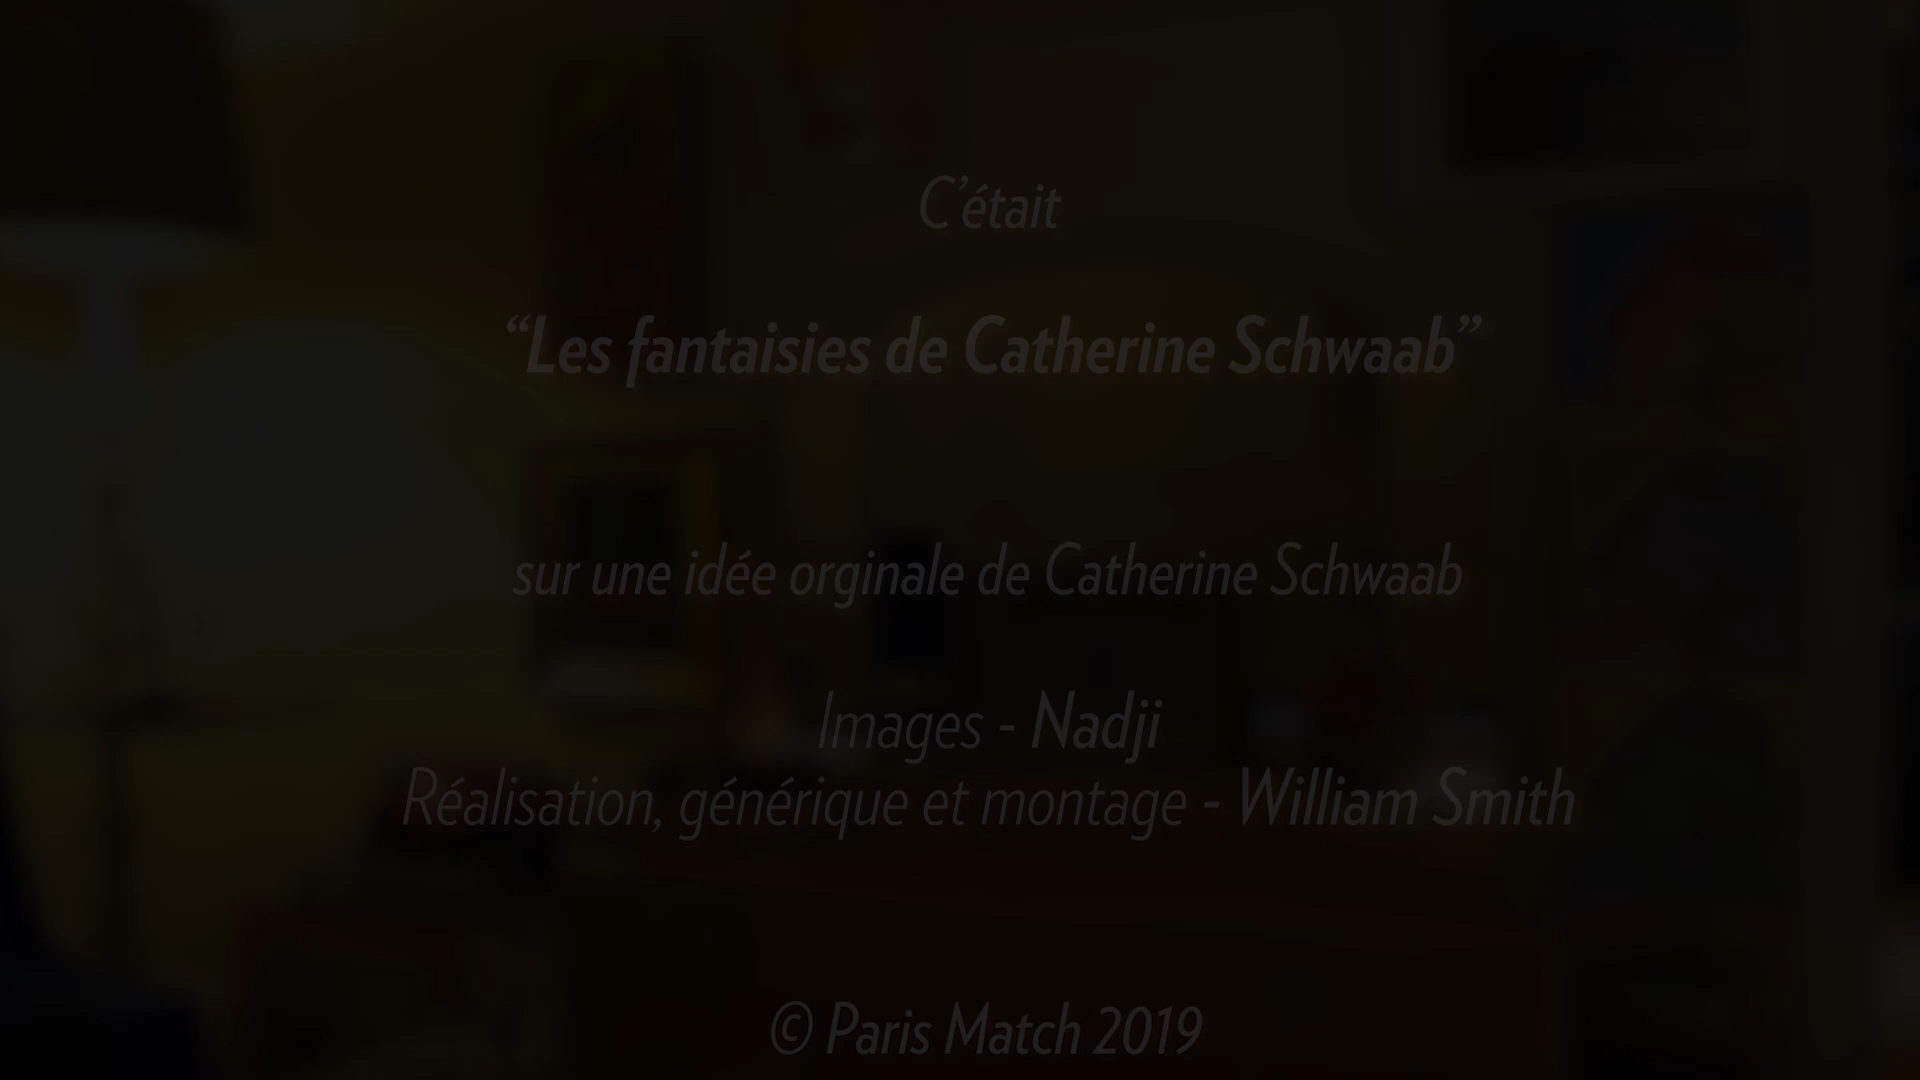 C’était
“Les fantaisies de Catherine Schwaab”
sur une idée orginale de Catherine Schwaab
Images - Nadji
Réalisation, générique et montage - William Smith
© Paris Match 2019